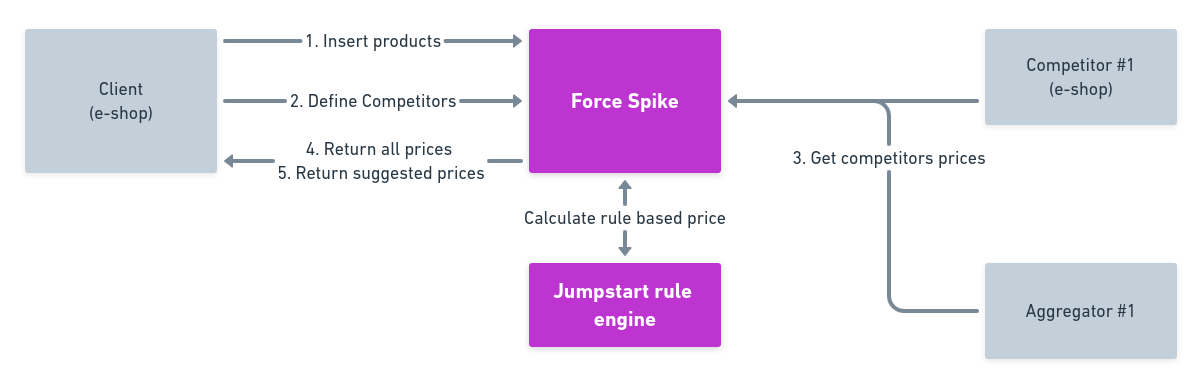 1. Insert products
Client
(e-shop)
2. Define Competitors
4. Return all prices
5. Return suggested prices
Force Spike
Calculate rule based price
Jumpstart rule
engine
Competitor #1
(e-shop)
3. Get competitors prices
Aggregator #1